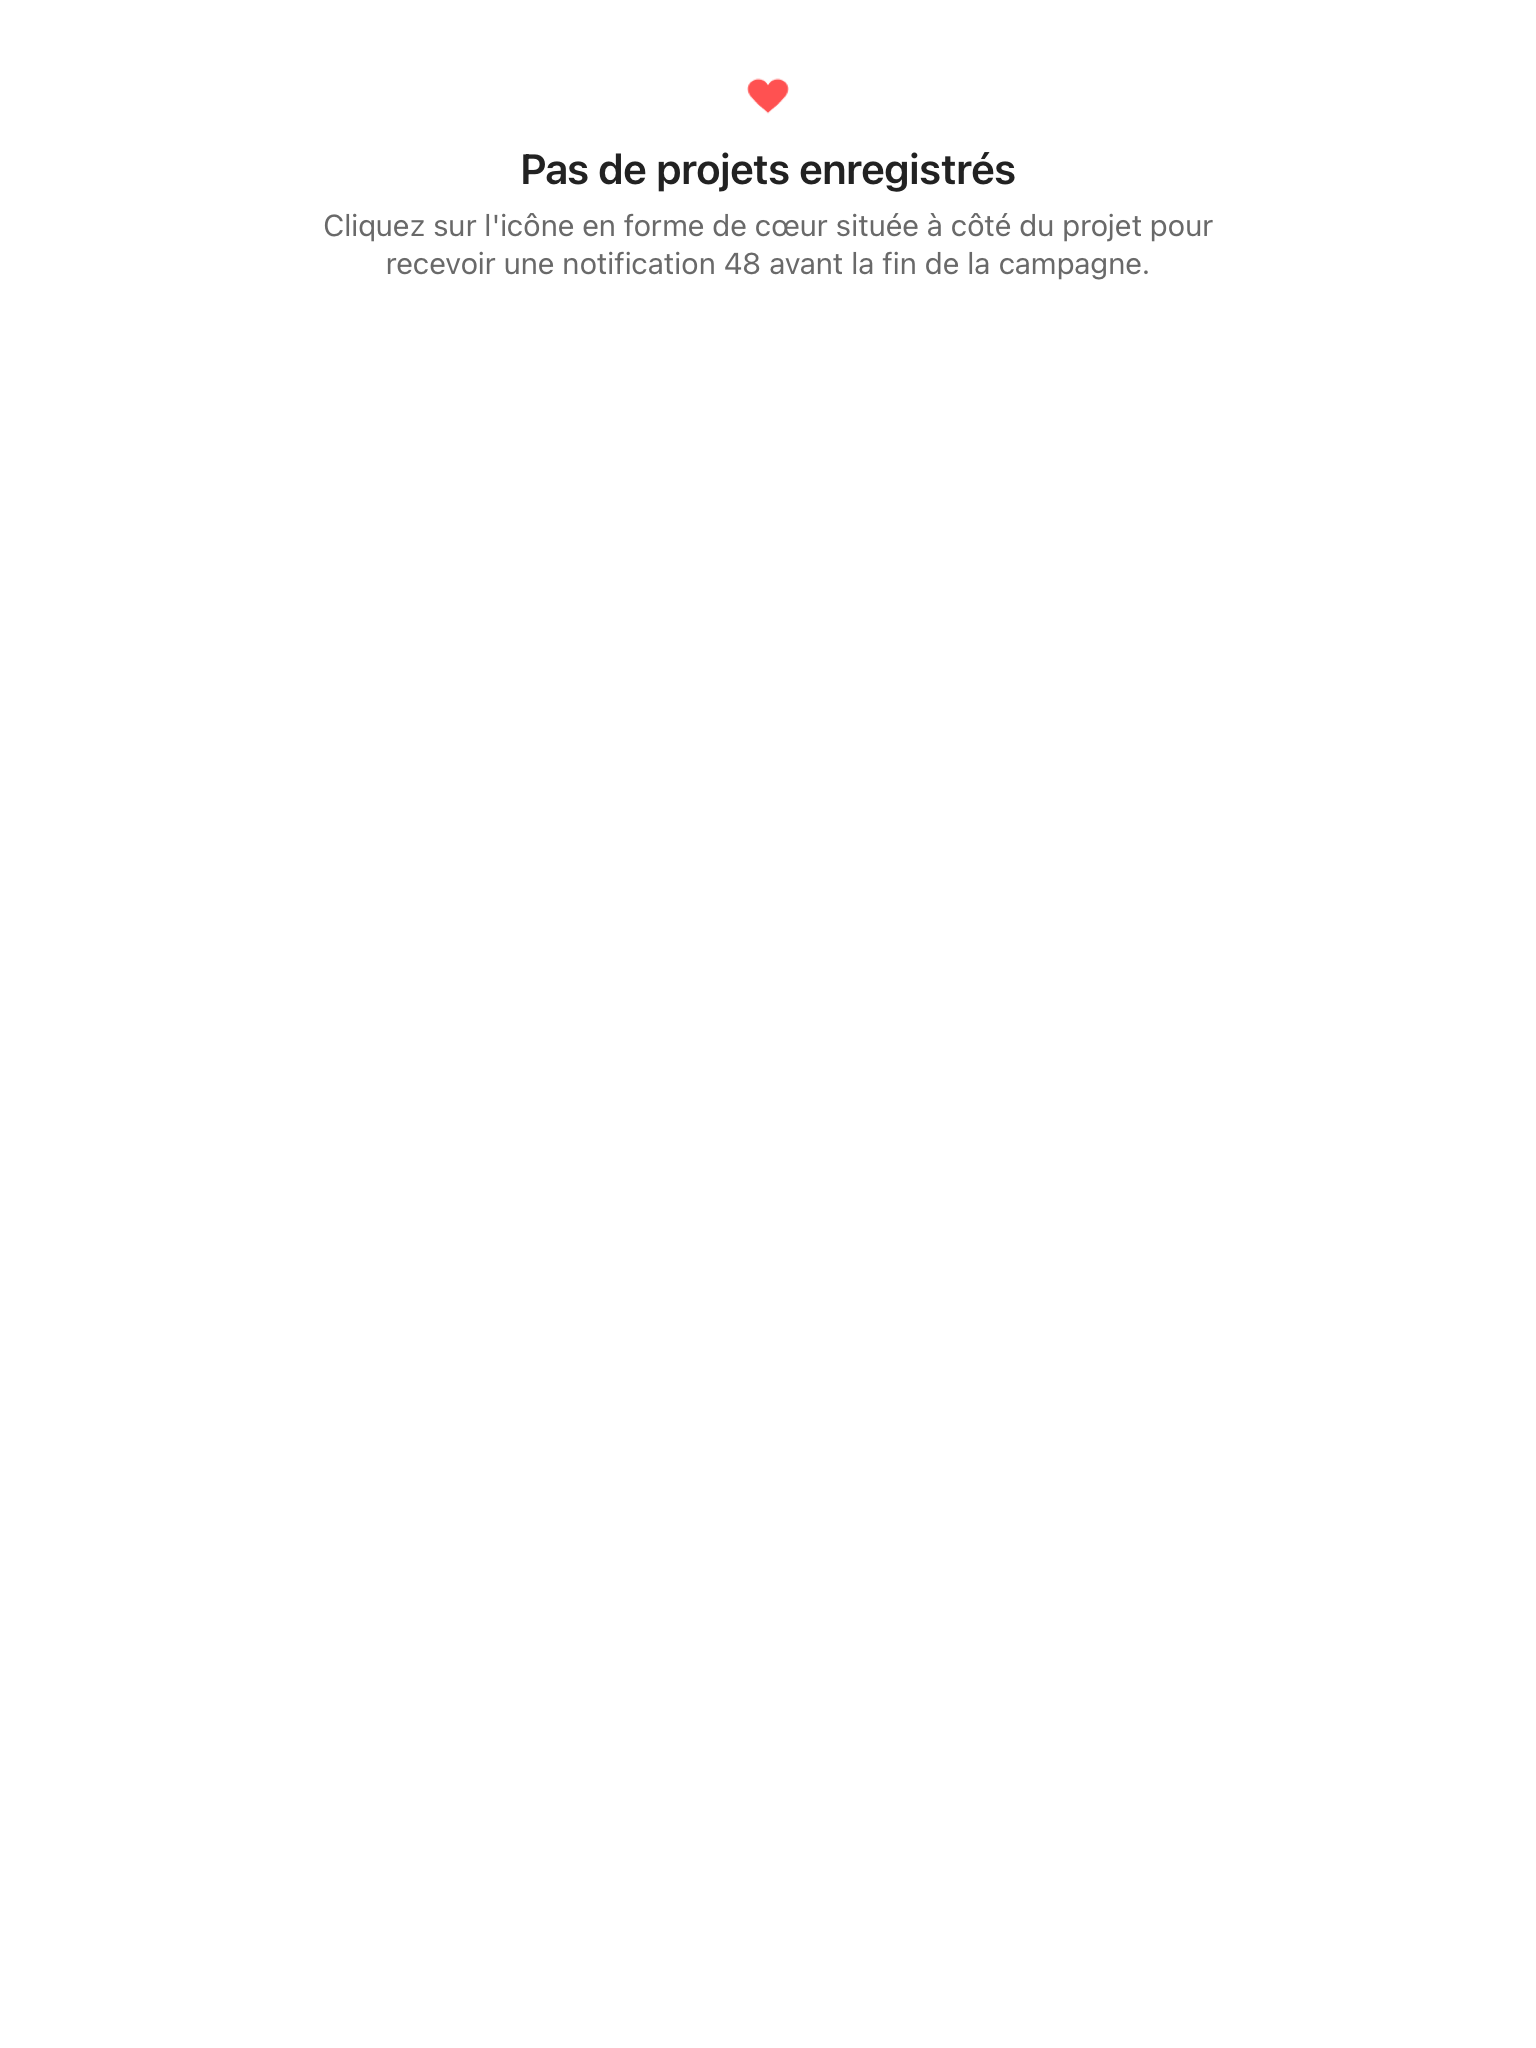 Pas de projets enregistrés
Cliquez sur l'icône en forme de cœur située à côté du projet pour
recevoir une notification 48 avant la fin de la campagne.